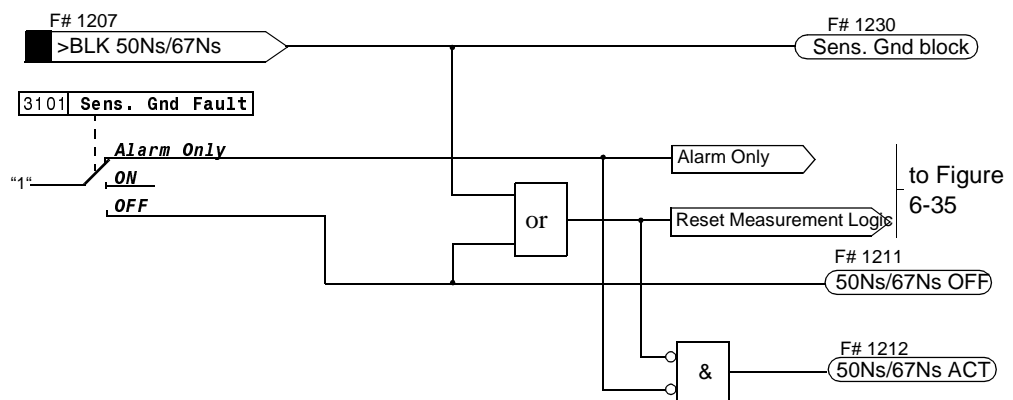 F# 1207
>BLK 50Ns/67Ns
F# 1230
Sens. Gnd block
3101 Sens. Gnd Fault
Alarm Only
"1"
ON
OFF
Alarm Only
or
Reset Measurement Logic
to Figure
6-35
F# 1211
50Ns/67Ns OFF
&
F# 1212
50Ns/67Ns ACT